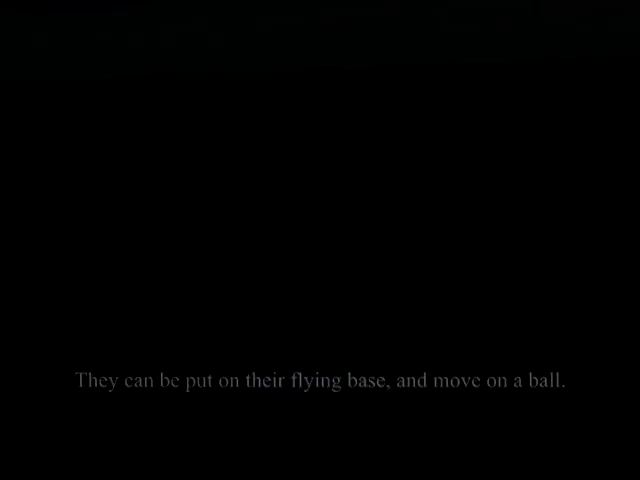 They can be put on their flying base, and move on a ball.